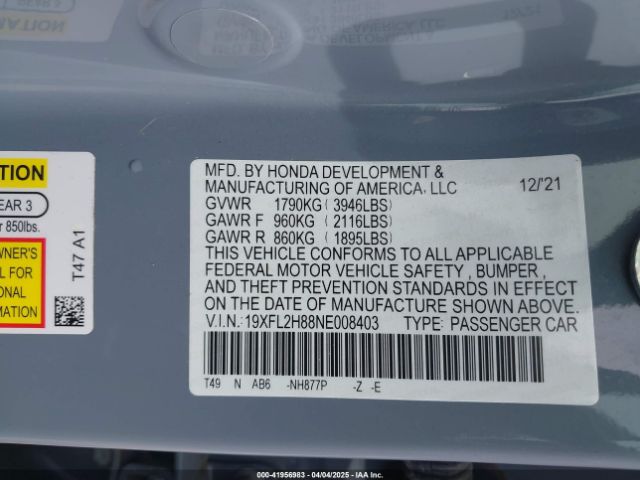 MFD. BY HONDA DEVELOPMENT &
MANUFACTURING OF AMERICA, LLC 12/'21
GVWR 1790KG ( 3946LBS)
GAWR F 960KG ( 2116LBS)
GAWR R 860KG ( 1895LBS)
THIS VEHICLE CONFORMS TO ALL APPLICABLE
FEDERAL MOTOR VEHICLE SAFETY , BUMPER ,
AND THEFT PREVENTION STANDARDS IN EFFECT
ON THE DATE OF MANUFACTURE SHOWN ABOVE.
V.I.N.:19XFL2H88NE008403 TYPE: PASSENGER CAR
T49 N AB6 -NH877P -Z -E
TION
EAR 3
r 850lbs.
WNER'S
L FOR
ONAL
MATION
T47 A1
IAA 000-41956983 - 04/04/2025 - IAAI.COM